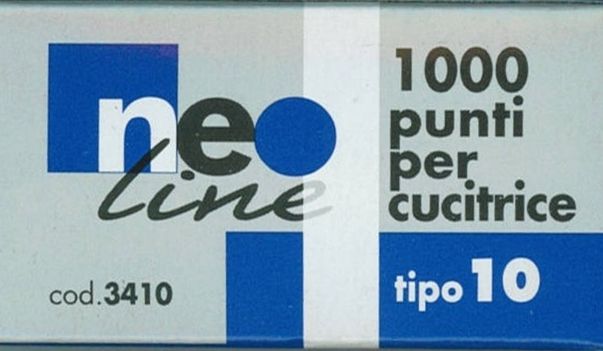 neo
line
cod.3410
1000
punti
per
cucitrice
tipo 10